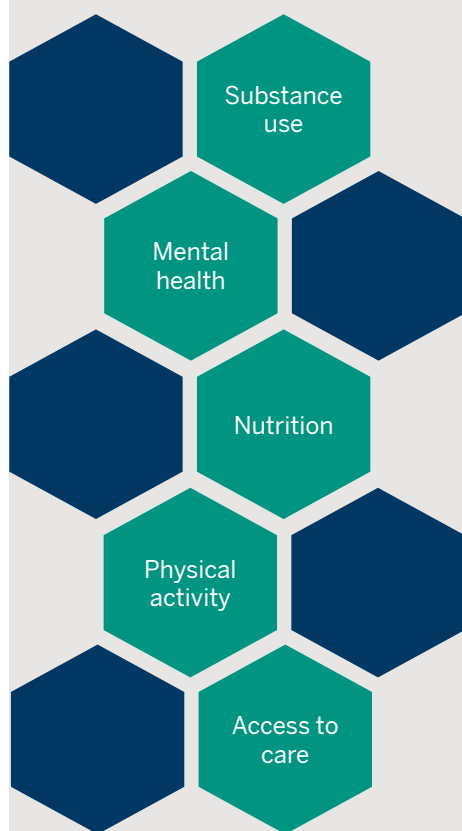 Substance
use
Mental
health
Nutrition
Physical
activity
Access to
care